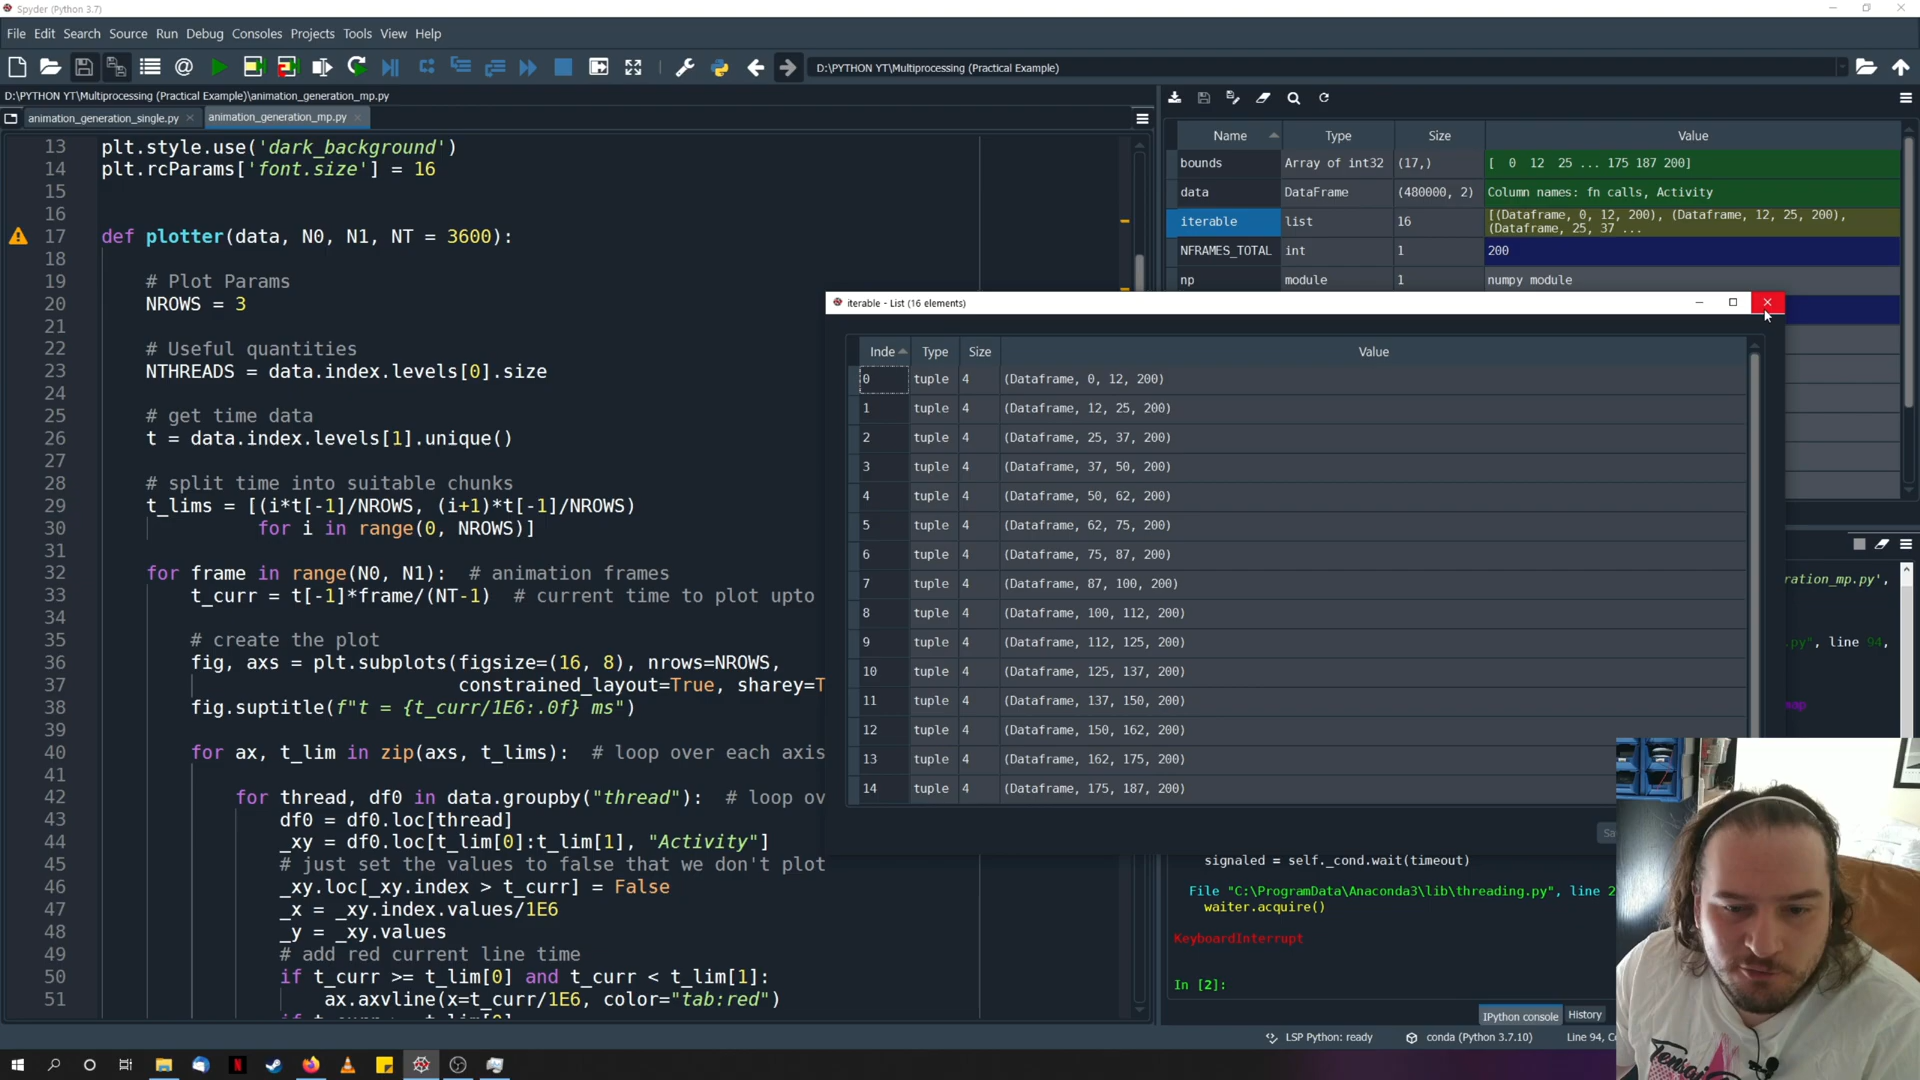 Spyder (Python 3.7)
File Edit Search Source Run Debug Consoles Projects Tools View Help
D:\PYTHON YT\Multiprocessing (Practical Example)
D:\PYTHON YT\Multiprocessing (Practical Example)\animation_generation_mp.py
animation_generation_single.py
animation_generation_mp.py
13 plt.style.use('dark_background')
14 plt.rcParams['font.size'] = 16
15
16
17 def plotter(data, N0, N1, NT = 3600):
18
19 # Plot Params
20 NROWS = 3
21
22 # Useful quantities
23 NTHREADS = data.index.levels[0].size
24
25 # get time data
26 t = data.index.levels[1].unique()
27
28 # split time into suitable chunks
29 t_lims = [(i*t[-1]/NROWS, (i+1)*t[-1]/NROWS)
30 for i in range(0, NROWS)]
31
32 for frame in range(N0, N1): # animation frames
33 t_curr = t[-1]*frame/(NT-1) # current time to plot upto
34
35 # create the plot
36 fig, axs = plt.subplots(figsize=(16, 8), nrows=NROWS,
37 constrained_layout=True, sharey=T
38 fig.suptitle(f"t = {t_curr/1E6:.0f} ms")
39
40 for ax, t_lim in zip(axs, t_lims): # loop over each axis
41
42 for thread, df0 in data.groupby("thread"): # loop ov
43 df0 = df0.loc[thread]
44 _xy = df0.loc[t_lim[0]:t_lim[1], "Activity"]
45 # just set the values to false that we don't plot
46 _xy.loc[_xy.index > t_curr] = False
47 _x = _xy.index.values/1E6
48 _y = _xy.values
49 # add red current line time
50 if t_curr >= t_lim[0] and t_curr < t_lim[1]:
51 ax.axvline(x=t_curr/1E6, color="tab:red")
Name Type Size Value
bounds Array of int32 (17,) [ 0 12 25 ... 175 187 200]
data DataFrame (480000, 2) Column names: fn calls, Activity
iterable list 16 [(Dataframe, 0, 12, 200), (Dataframe, 12, 25, 200),
(Dataframe, 25, 37 ...
NFRAMES_TOTAL int 1 200
np module 1 numpy module
iterable - List (16 elements)
Inde Type Size Value
0 tuple 4 (Dataframe, 0, 12, 200)
1 tuple 4 (Dataframe, 12, 25, 200)
2 tuple 4 (Dataframe, 25, 37, 200)
3 tuple 4 (Dataframe, 37, 50, 200)
4 tuple 4 (Dataframe, 50, 62, 200)
5 tuple 4 (Dataframe, 62, 75, 200)
6 tuple 4 (Dataframe, 75, 87, 200)
7 tuple 4 (Dataframe, 87, 100, 200)
8 tuple 4 (Dataframe, 100, 112, 200)
9 tuple 4 (Dataframe, 112, 125, 200)
10 tuple 4 (Dataframe, 125, 137, 200)
11 tuple 4 (Dataframe, 137, 150, 200)
12 tuple 4 (Dataframe, 150, 162, 200)
13 tuple 4 (Dataframe, 162, 175, 200)
14 tuple 4 (Dataframe, 175, 187, 200)
ration_mp.py',
.py", line 94,
map
signaled = self._cond.wait(timeout)
File "C:\ProgramData\Anaconda3\lib\threading.py", line 2
waiter.acquire()
KeyboardInterrupt
In [2]:
IPython console History
LSP Python: ready conda (Python 3.7.10) Line 94, C